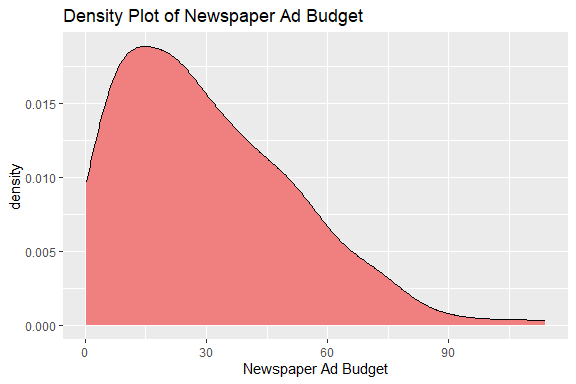 Density Plot of Newspaper Ad Budget
density
0.015
0.010
0.005
0.000
0 30 60 90
Newspaper Ad Budget